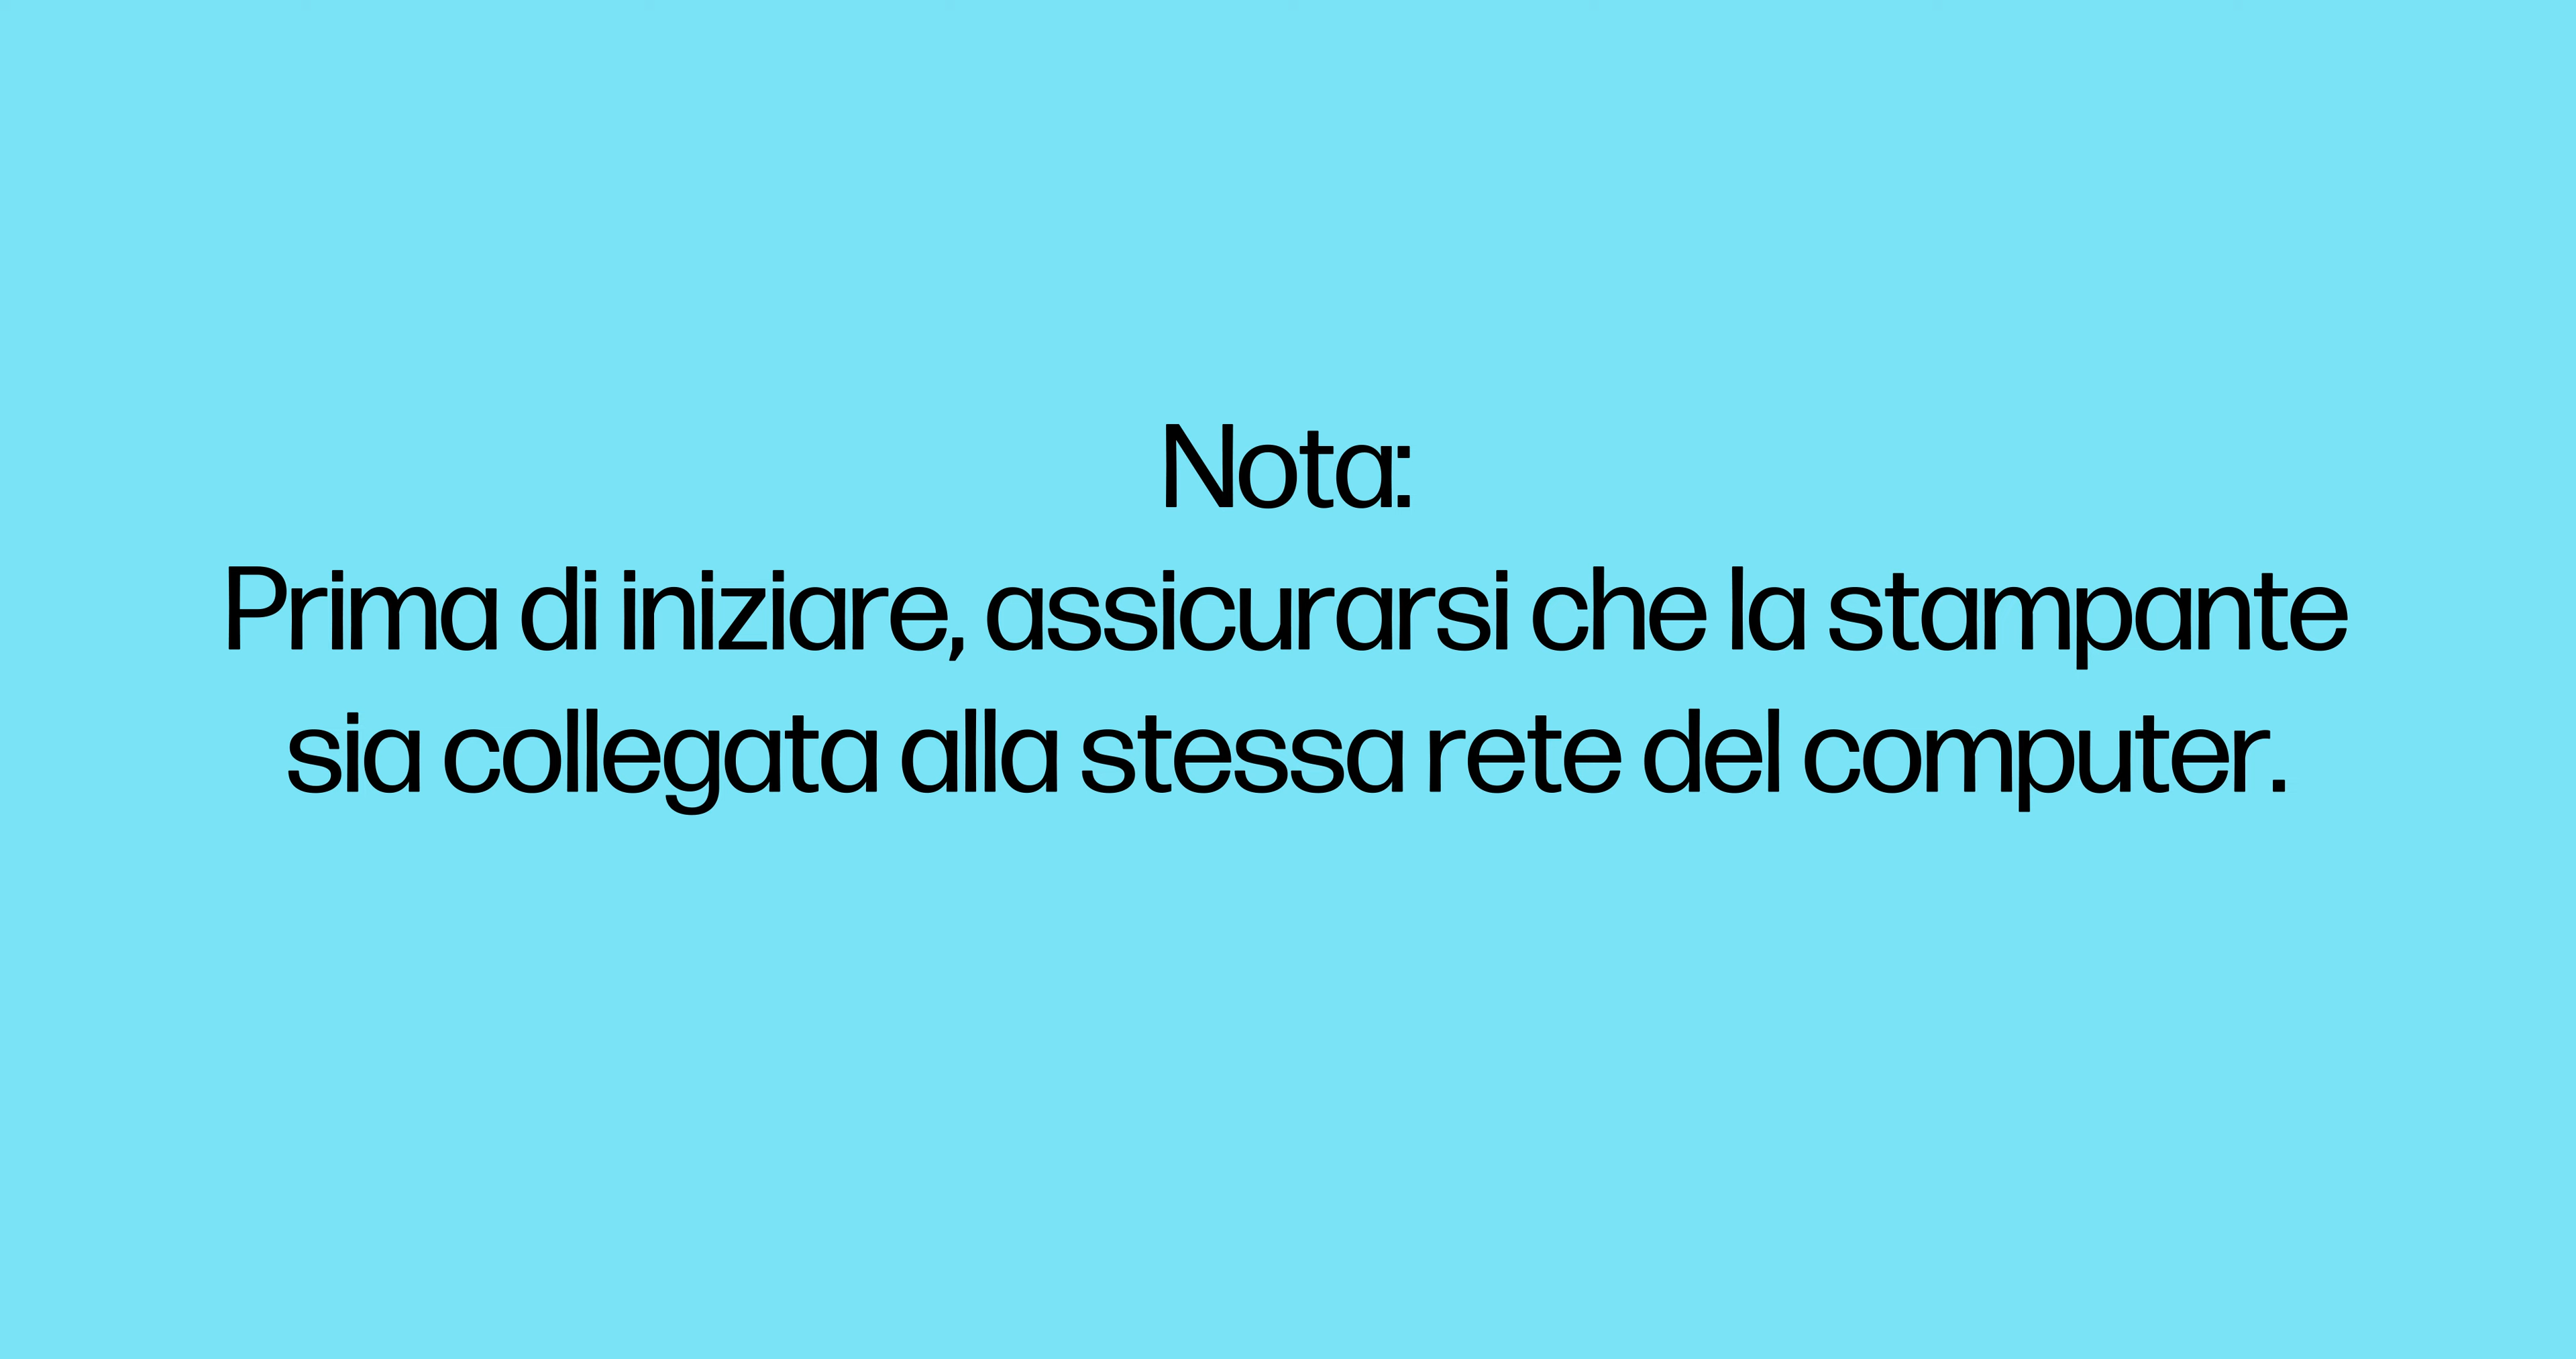 Nota:
Prima di iniziare, assicurarsi che la stampante
sia collegata alla stessa rete del computer.